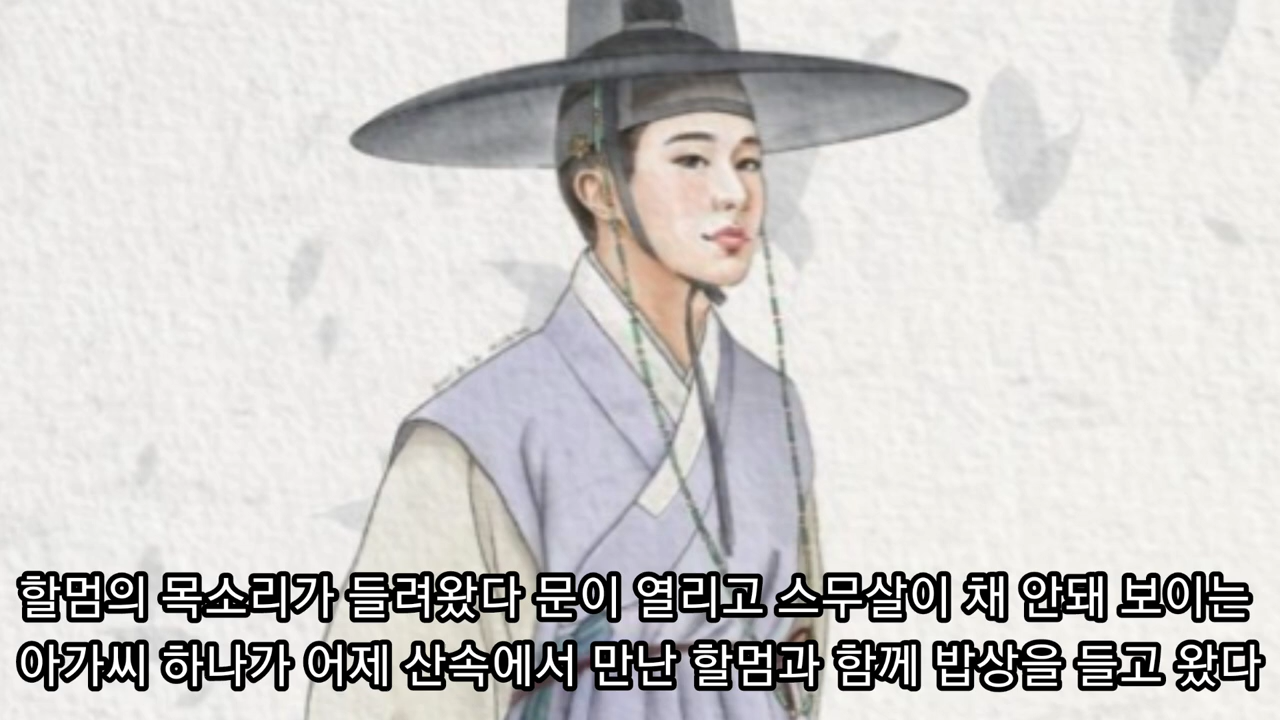 할멈의 목소리가 들려왔다 문이 열리고 스무살이 채 안돼 보이는
아가씨 하나가 어제 산속에서 만난 할멈과 함께 밥상을 들고 왔다